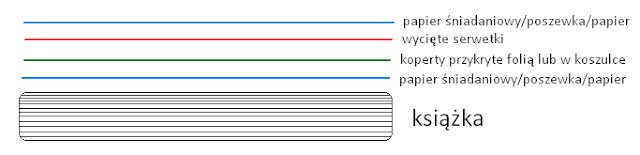 papier śniadaniowy/poszewka/papier
wycięte serwetki
koperty przykryte folią lub w koszulce
papier śniadaniowy/poszewka/papier
książka